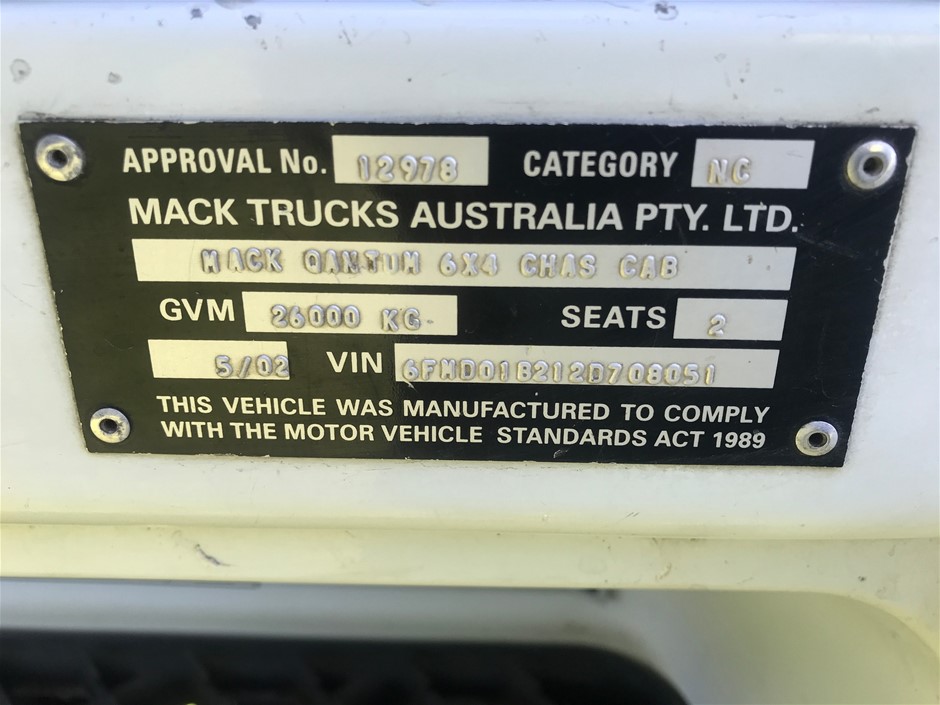 APPROVAL No. 12978 CATEGORY NC
MACK TRUCKS AUSTRALIA PTY. LTD.
MACK QANTUM 6X4 CHAS CAB
GVM 26000 KG SEATS 2
5/02 VIN 6FMD01B212D708051
THIS VEHICLE WAS MANUFACTURED TO COMPLY
WITH THE MOTOR VEHICLE STANDARDS ACT 1989